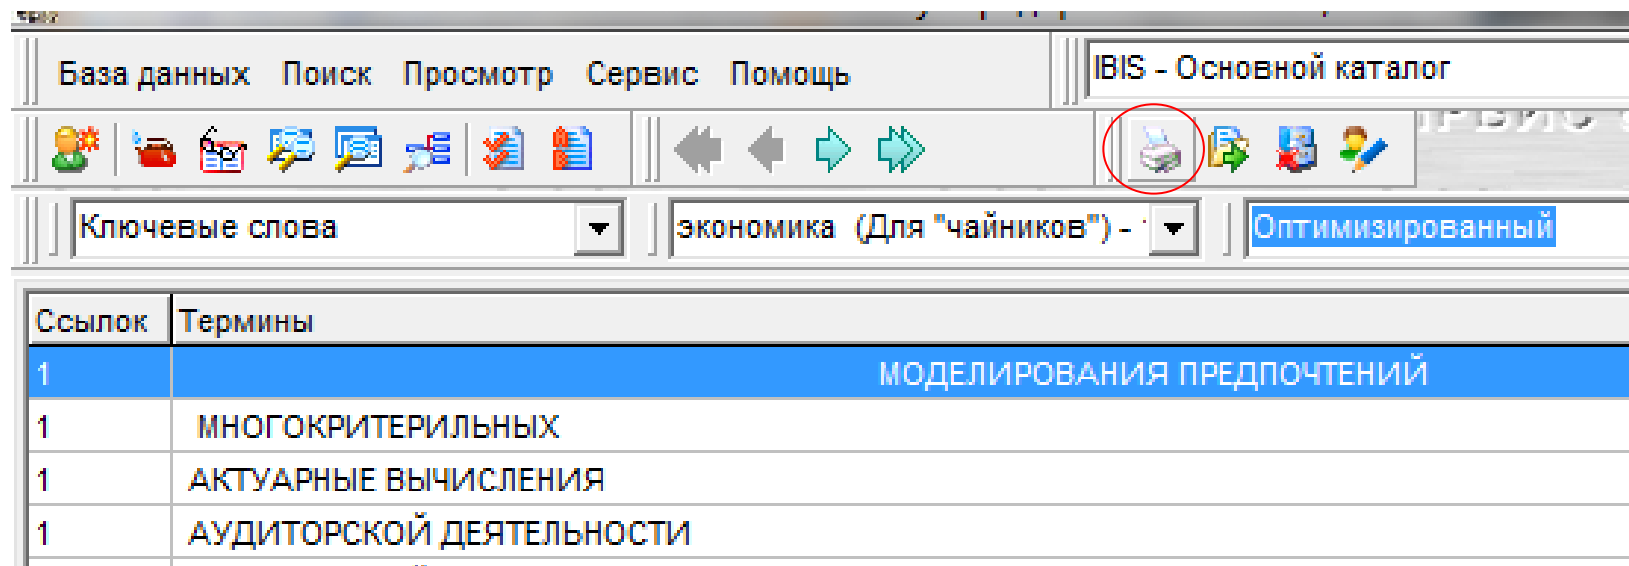 База данных Поиск Просмотр Сервис Помощь
IBIS - Основной каталог
Ключевые слова
экономика (Для "чайников") -
Оптимизированный
Ссылок Термины
1 МОДЕЛИРОВАНИЯ ПРЕДПОЧТЕНИЙ
1 МНОГОКРИТЕРИЛЬНЫХ
1 АКТУАРНЫЕ ВЫЧИСЛЕНИЯ
1 АУДИТОРСКОЙ ДЕЯТЕЛЬНОСТИ